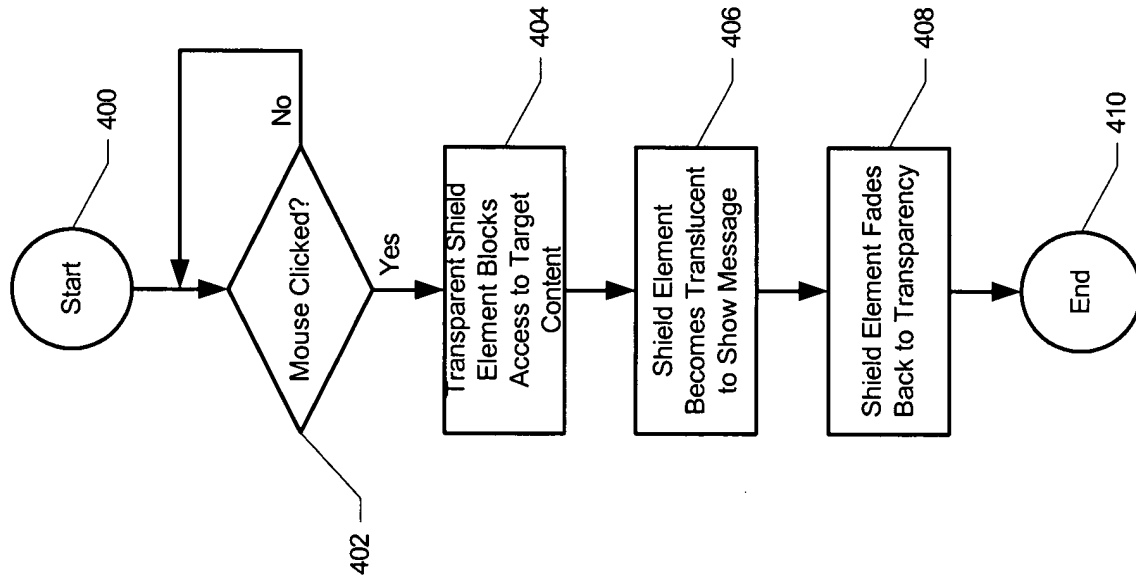 Start
400
Mouse Clicked?
No
Yes
402
Transparent Shield
Element Blocks
Access to Target
Content
404
Shield Element
Becomes Translucent
to Show Message
406
Shield Element Fades
Back to Transparency
408
End
410